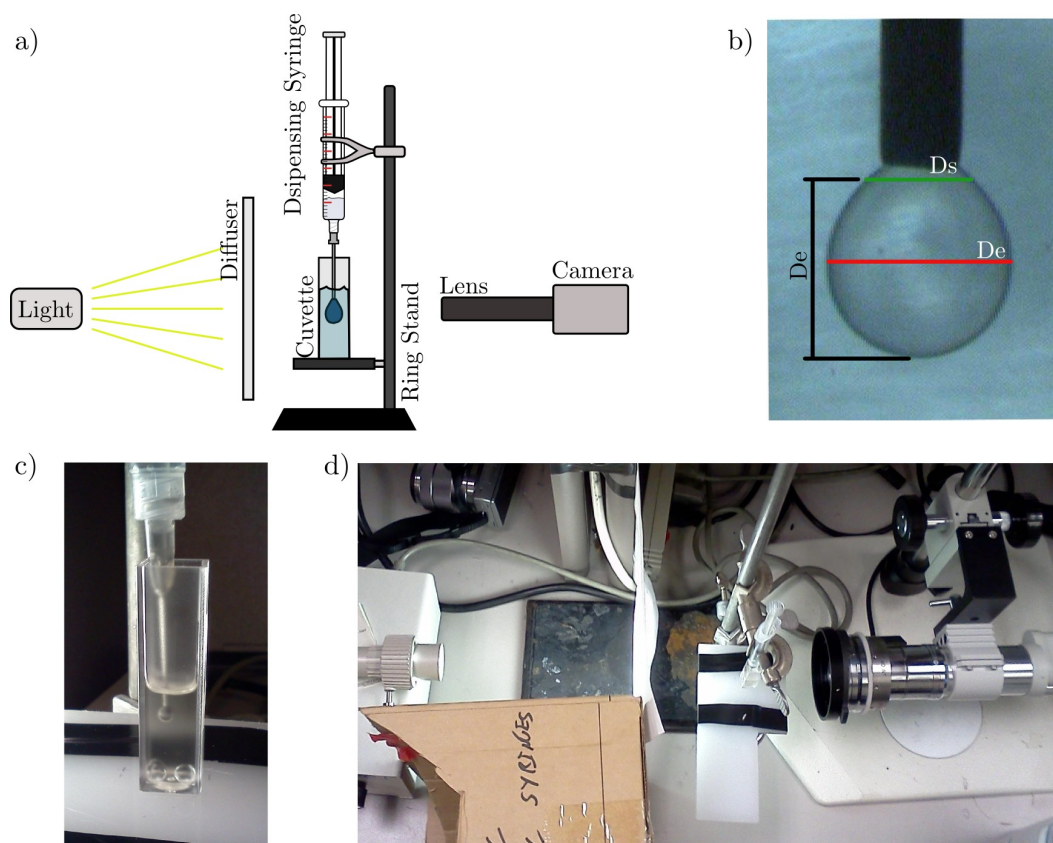 a)
Light
Diffuser
Dsipensing Syringe
Cuvette
Ring Stand
Lens
Camera
b)
Ds
De
De
c)
d)
SYRINGES